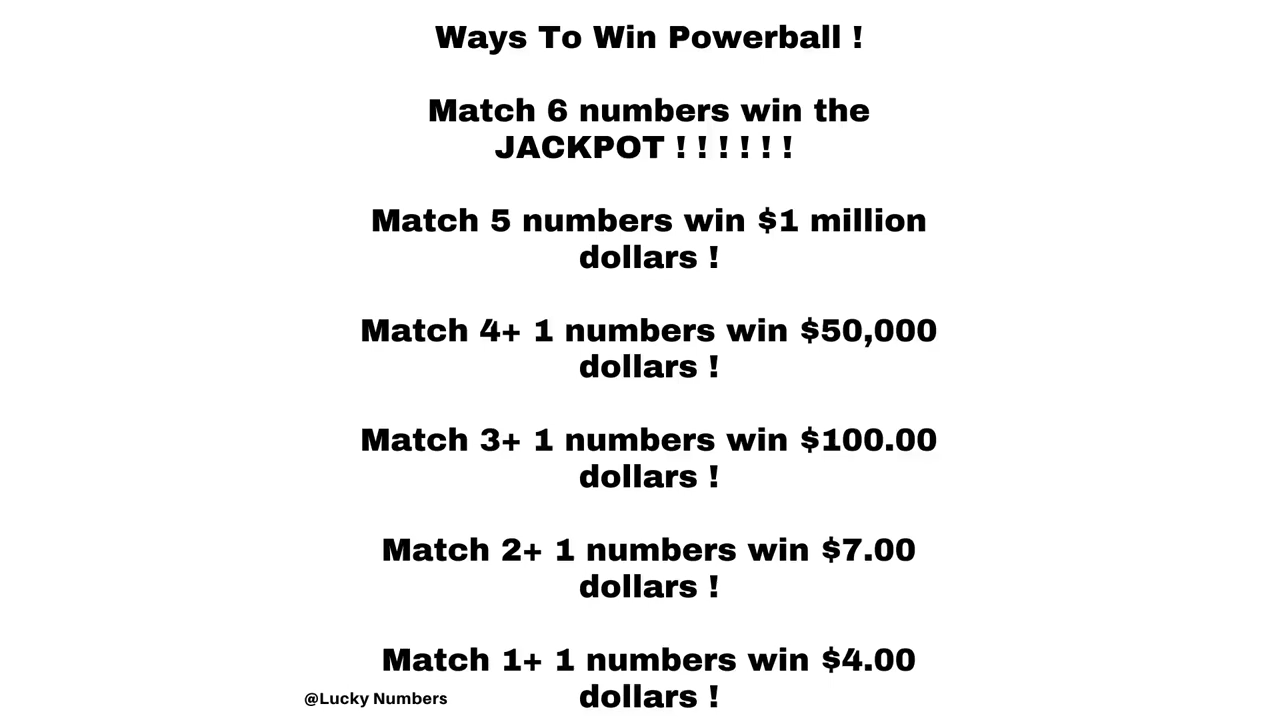 Ways To Win Powerball !
Match 6 numbers win the
JACKPOT ! ! ! ! ! !
Match 5 numbers win $1 million
dollars !
Match 4+ 1 numbers win $50,000
dollars !
Match 3+ 1 numbers win $100.00
dollars !
Match 2+ 1 numbers win $7.00
dollars !
Match 1+ 1 numbers win $4.00
dollars !
@Lucky Numbers